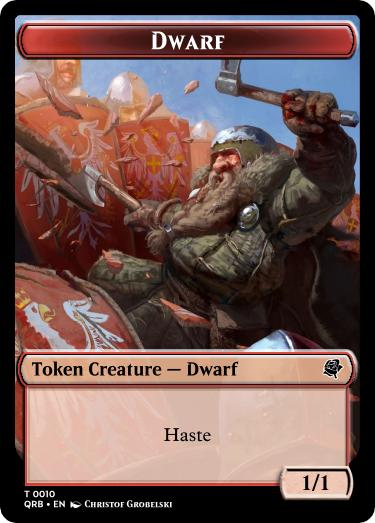 Dwarf
Token Creature — Dwarf
Haste
1/1
T 0010
QRB • EN Christof Grobelski